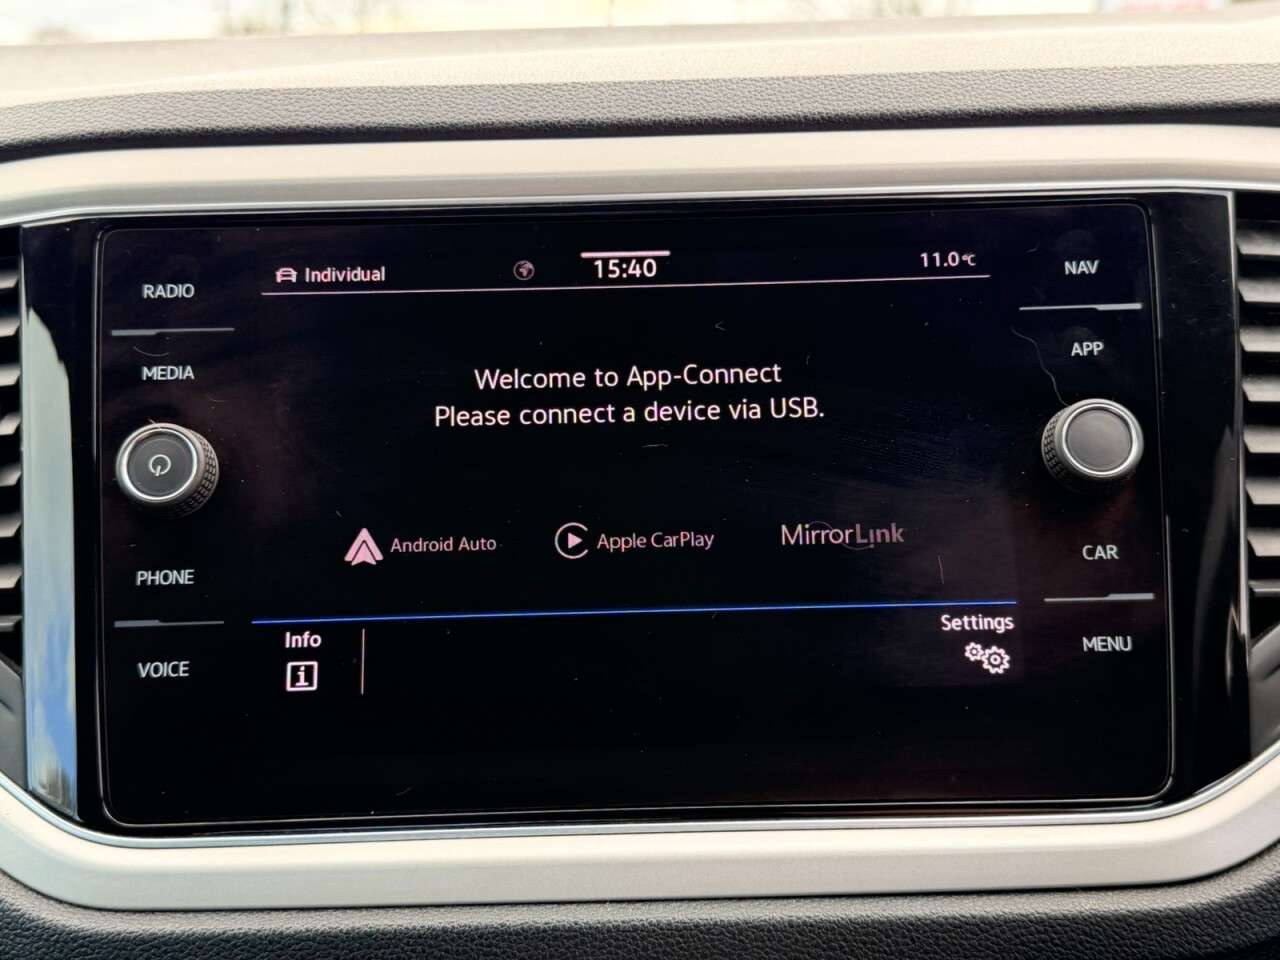 Individual
15:40
11.0°C
RADIO
MEDIA
PHONE
VOICE
NAV
APP
CAR
MENU
Welcome to App-Connect
Please connect a device via USB.
Android Auto
Apple CarPlay
MirrorLink
Info
i
Settings